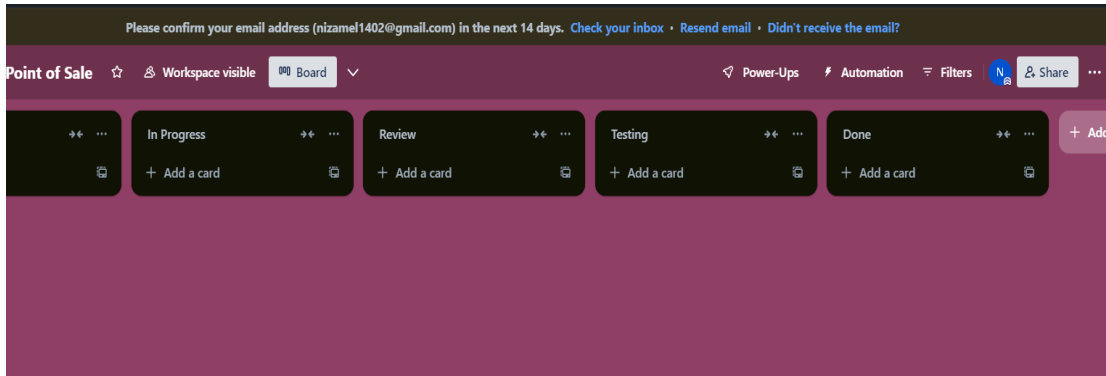 Please confirm your email address (nizamel1402@gmail.com) in the next 14 days. Check your inbox • Resend email • Didn't receive the email?
Point of Sale Workspace visible Board Power-Ups Automation Filters N Share
In Progress Review Testing Done
+ Add a card + Add a card + Add a card + Add a card + Add